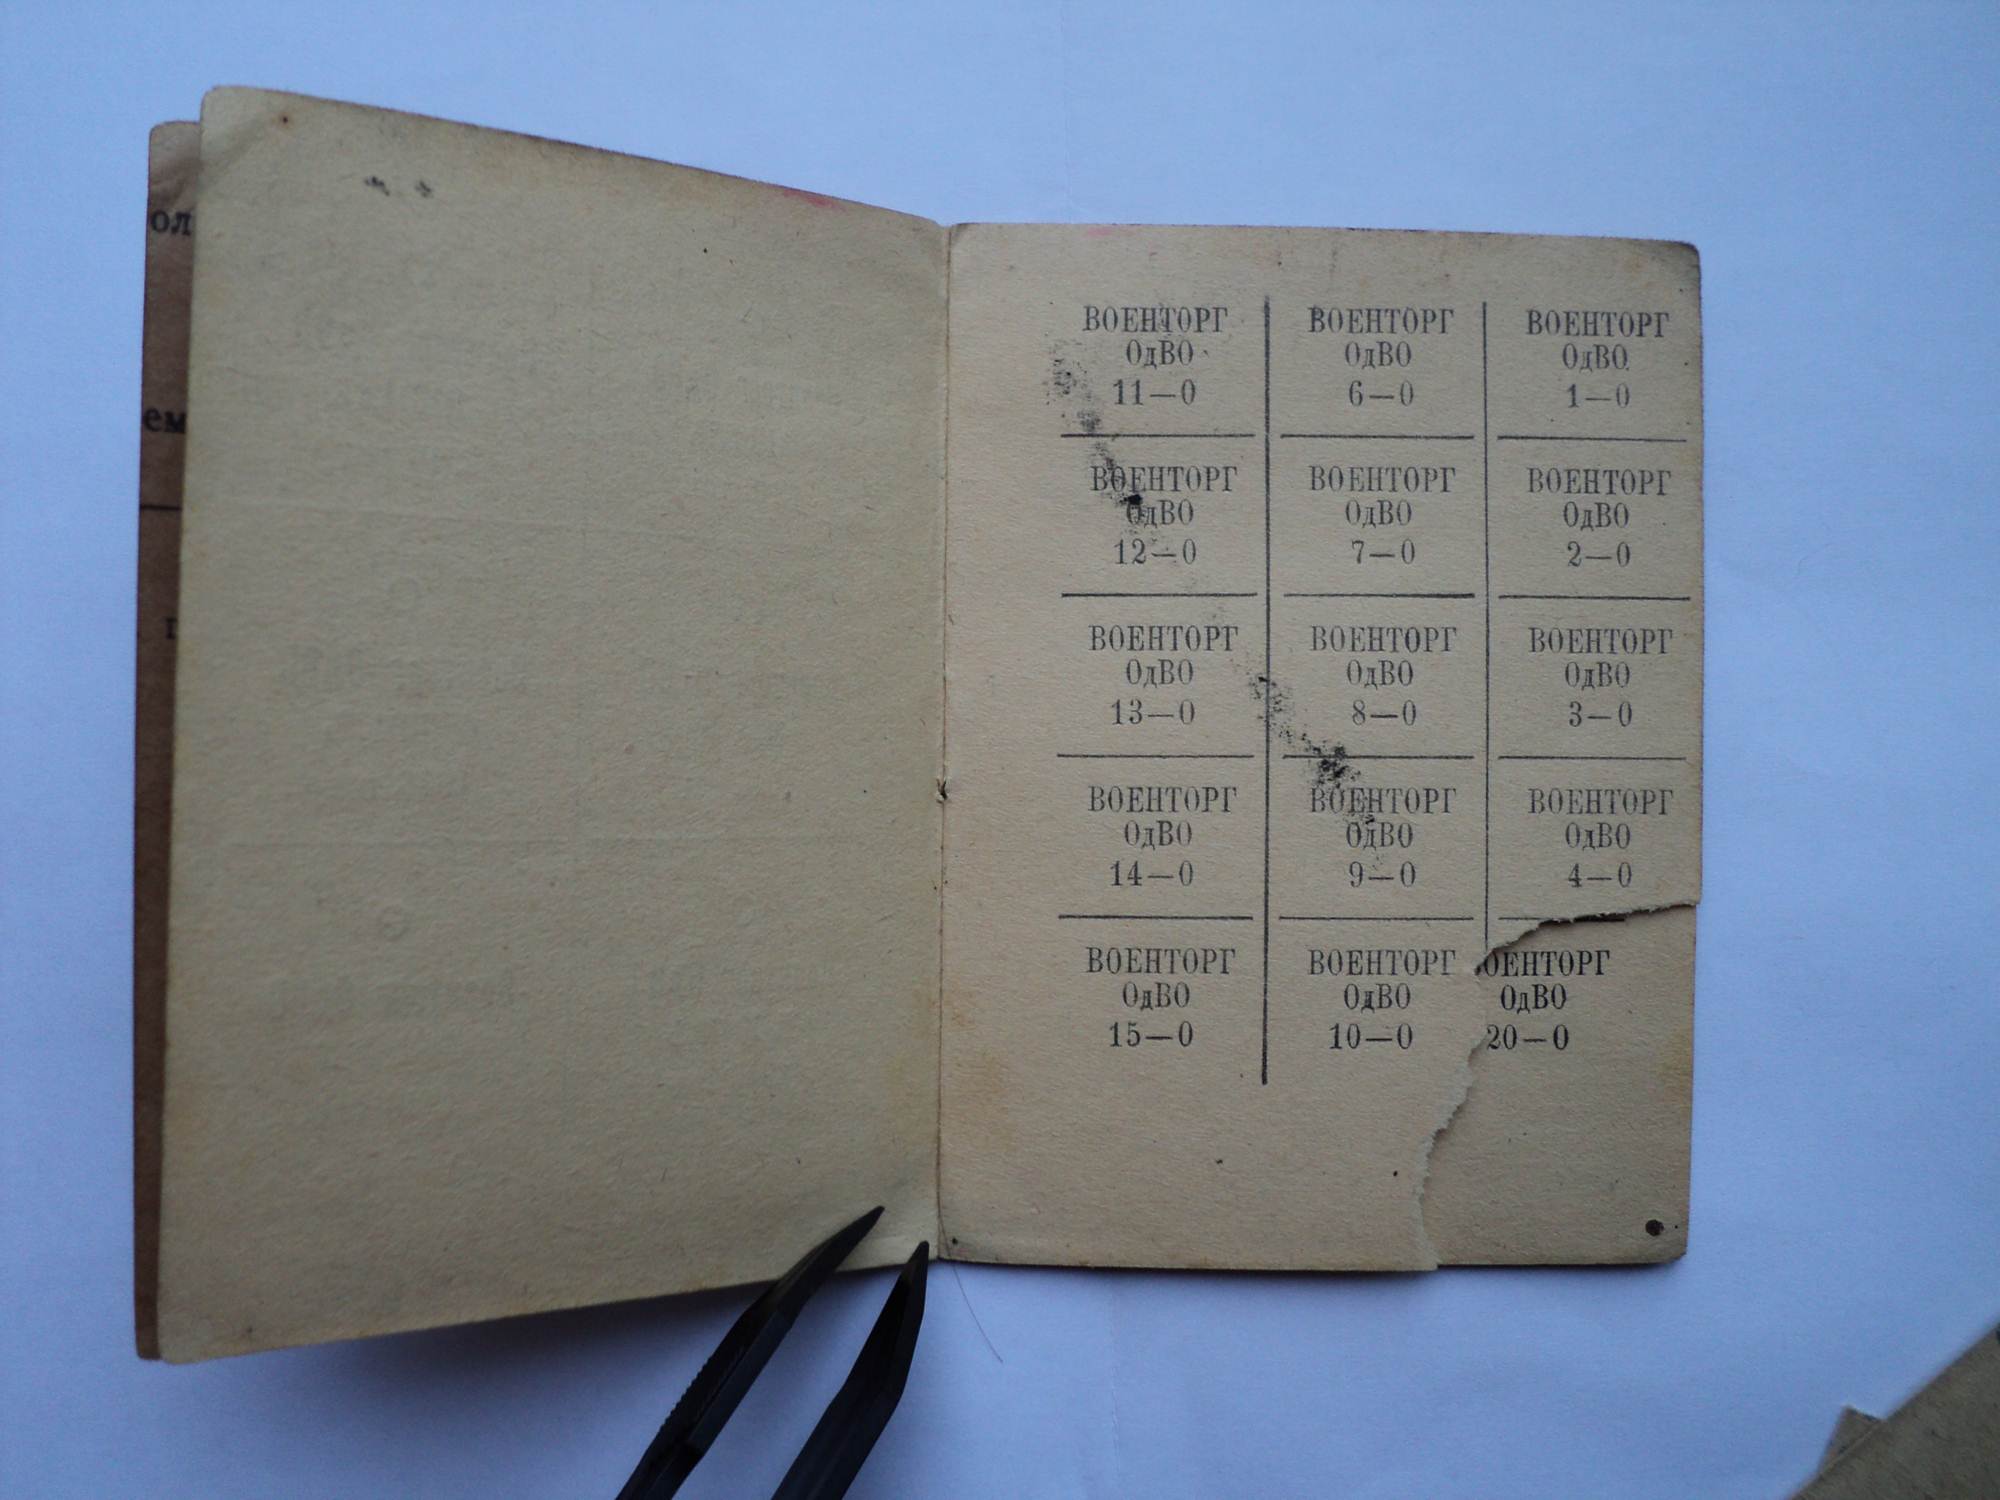 ол
ем
ВОЕНТОРГ
ОдВО
11—0
ВОЕНТОРГ
ОдВО
6—0
ВОЕНТОРГ
ОдВО
1—0
ВОЕНТОРГ
ОдВО
12—0
ВОЕНТОРГ
ОдВО
7—0
ВОЕНТОРГ
ОдВО
2—0
ВОЕНТОРГ
ОдВО
13—0
ВОЕНТОРГ
ОдВО
8—0
ВОЕНТОРГ
ОдВО
3—0
ВОЕНТОРГ
ОдВО
14—0
ВОЕНТОРГ
ОдВО
9—0
ВОЕНТОРГ
ОдВО
4—0
ВОЕНТОРГ
ОдВО
15—0
ВОЕНТОРГ
ОдВО
10—0
ОЕНТОРГ
ОдВО
20—0